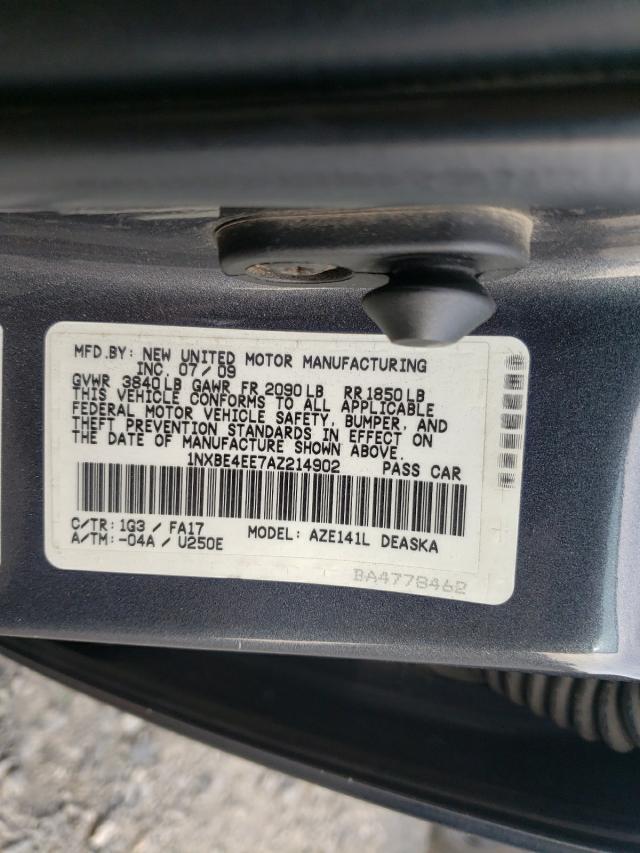 MFD.BY: NEW UNITED MOTOR MANUFACTURING
INC. 07/09
GVWR 3840LB GAWR FR 2090LB RR1850LB
THIS VEHICLE CONFORMS TO ALL APPLICABLE
FEDERAL MOTOR VEHICLE SAFETY, BUMPER, AND
THEFT PREVENTION STANDARDS IN EFFECT ON
THE DATE OF MANUFACTURE SHOWN ABOVE.
1NXBE4EE7AZ214902 PASS CAR
C/TR: 1G3 / FA17 MODEL: AZE141L DEASKA
A/TM: -04A / U250E
BA4778462